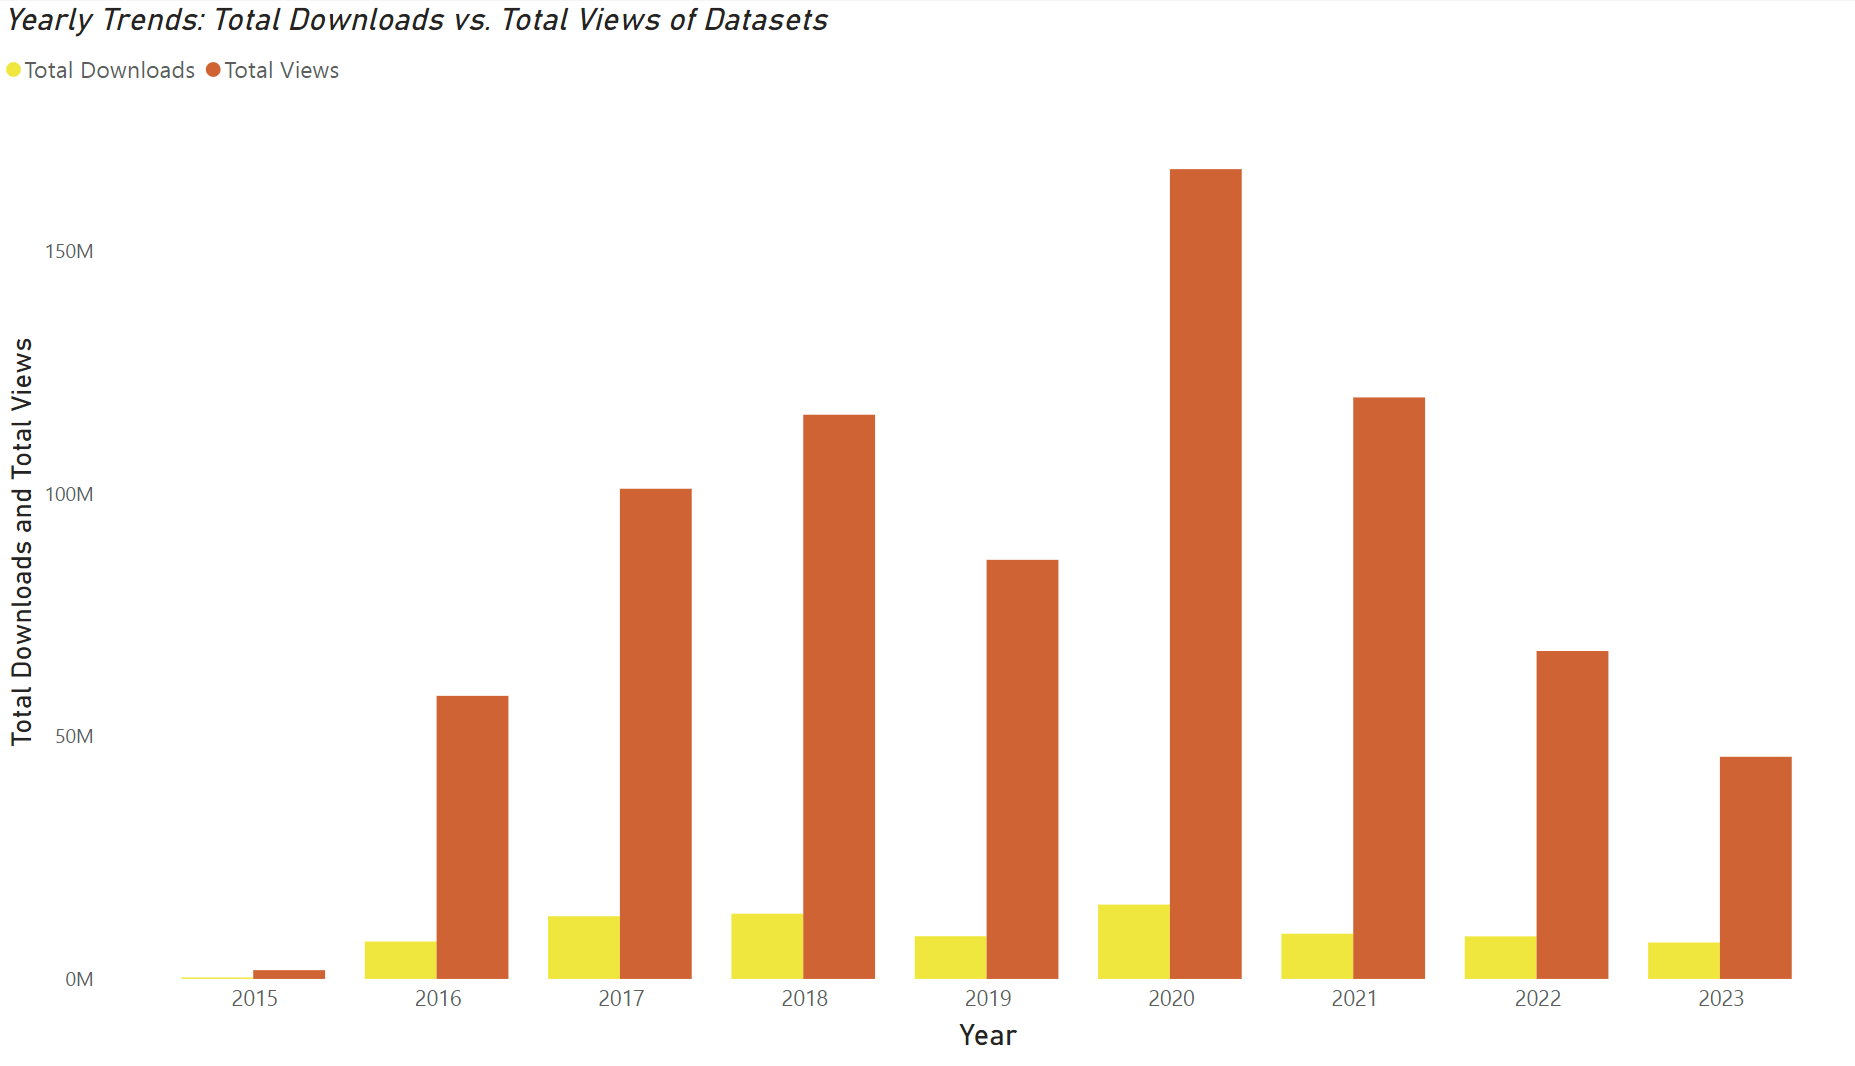 Yearly Trends: Total Downloads vs. Total Views of Datasets
Total Downloads Total Views
Total Downloads and Total Views
150M
100M
50M
0M
2015 2016 2017 2018 2019 2020 2021 2022 2023
Year